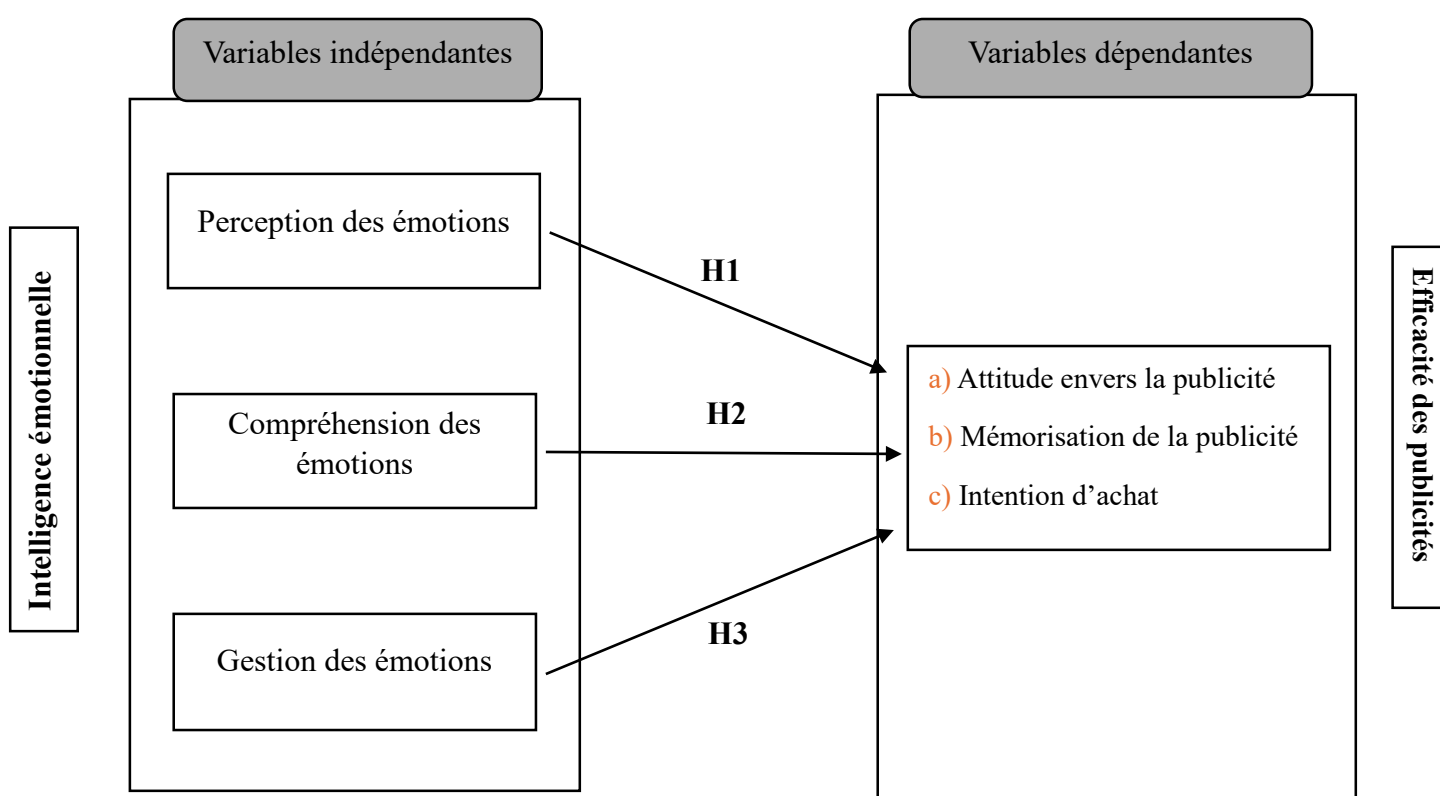 Variables indépendantes
Variables dépendantes
Intelligence émotionnelle
Perception des émotions
Compréhension des
émotions
Gestion des émotions
H1
H2
H3
a) Attitude envers la publicité
b) Mémorisation de la publicité
c) Intention d’achat
Efficacité des publicités